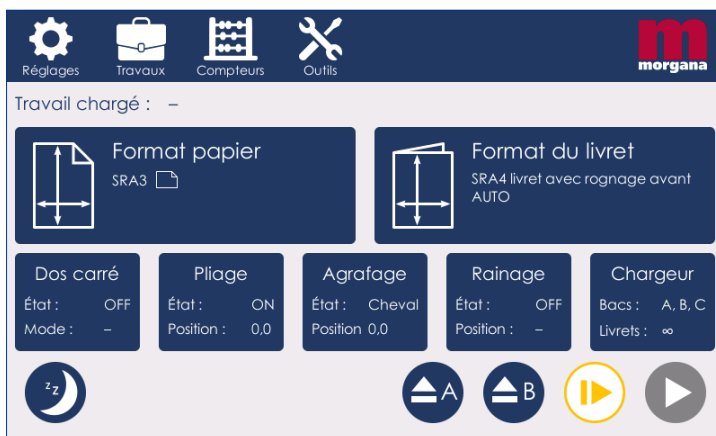 Réglages Travaux Compteurs Outils
morgana
Travail chargé : –
Format papier
SRA3
Format du livret
SRA4 livret avec rognage avant
AUTO
Dos carré
État : OFF
Mode : –
Pliage
État : ON
Position : 0,0
Agrafage
État : Cheval
Position 0,0
Rainage
État : OFF
Position : –
Chargeur
Bacs : A, B, C
Livrets : ∞
zz
A
B